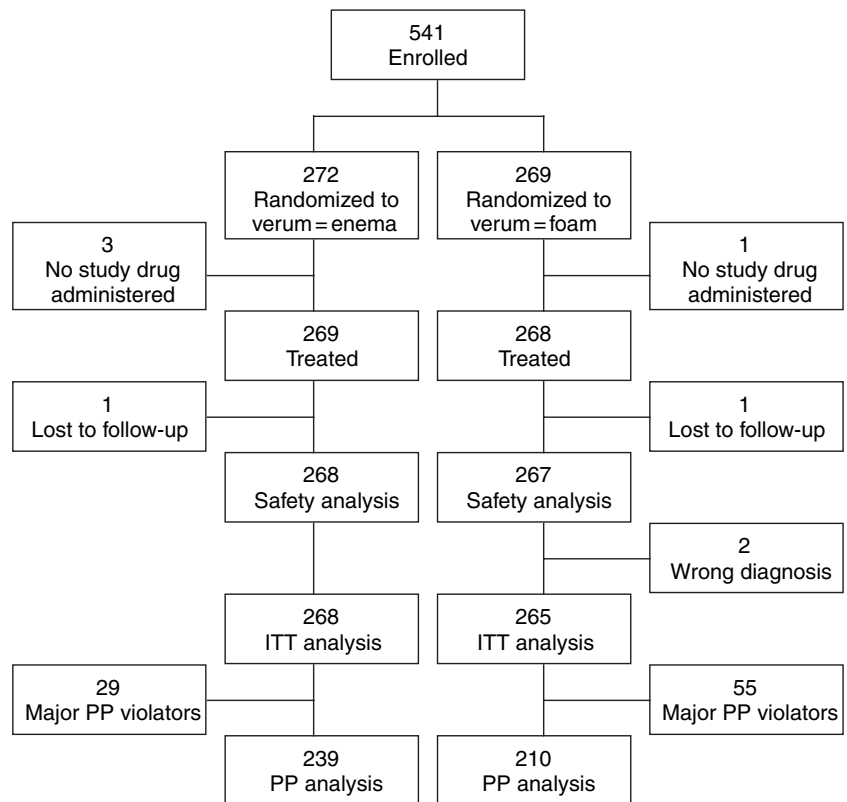 541
Enrolled
272
Randomized to
verum = enema
269
Randomized to
verum = foam
3
No study drug
administered
1
No study drug
administered
269
Treated
268
Treated
1
Lost to follow-up
1
Lost to follow-up
268
Safety analysis
267
Safety analysis
2
Wrong diagnosis
268
ITT analysis
265
ITT analysis
29
Major PP violators
55
Major PP violators
239
PP analysis
210
PP analysis